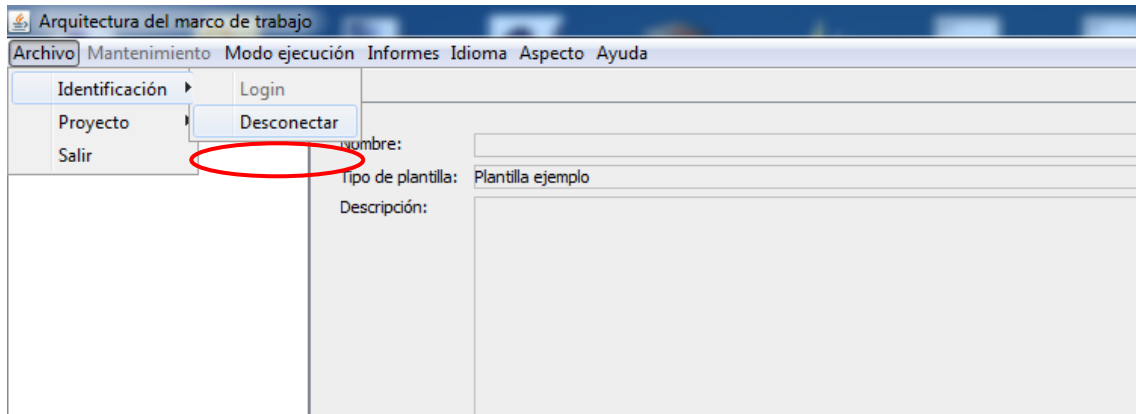 Arquitectura del marco de trabajo
Archivo Mantenimiento Modo ejecución Informes Idioma Aspecto Ayuda
Identificación Login
Proyecto Desconectar
Salir
Nombre:
Tipo de plantilla: Plantilla ejemplo
Descripción: